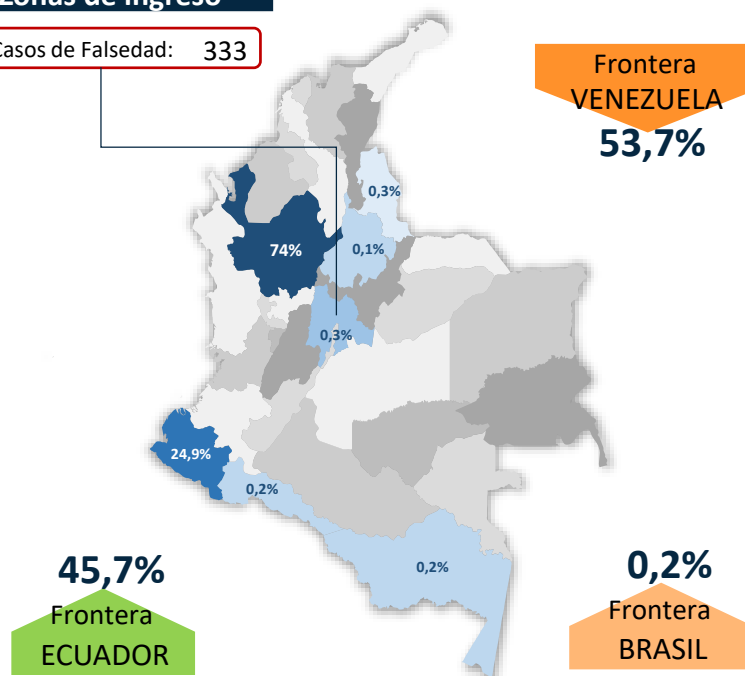 Zonas de Ingreso
Casos de Falsedad: 333
Frontera
VENEZUELA
53,7%
0,3%
74%
0,1%
0,3%
24,9%
0,2%
0,2%
45,7%
Frontera
ECUADOR
0,2%
Frontera
BRASIL